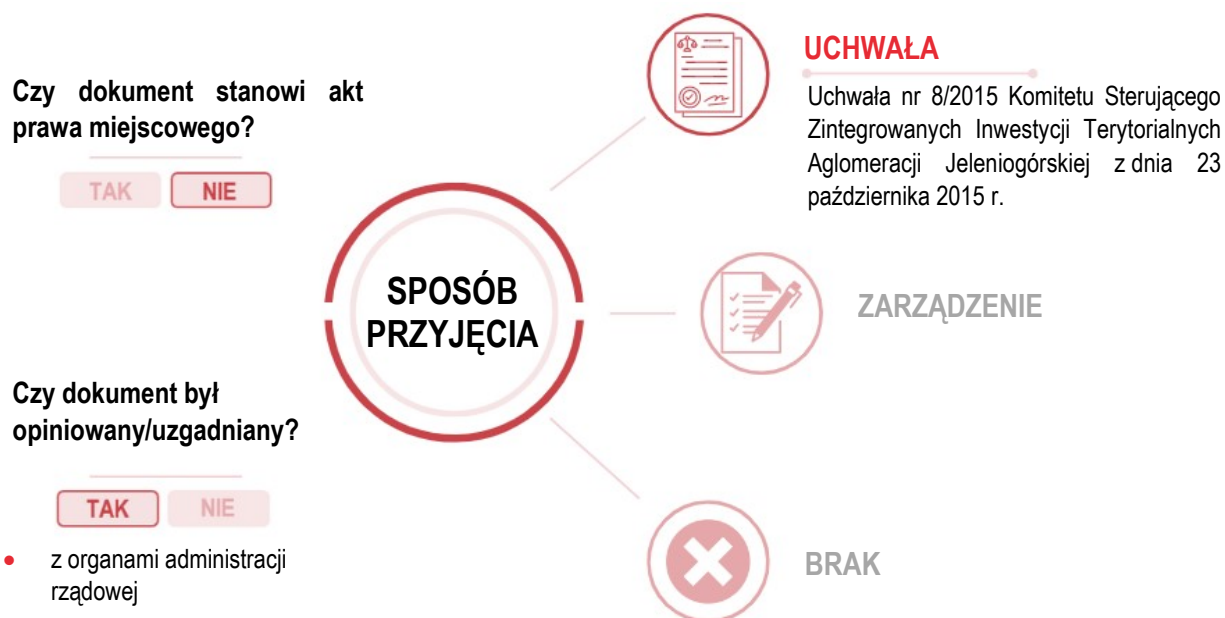 Czy dokument stanowi akt
prawa miejscowego?
TAK NIE
Czy dokument był
opiniowany/uzgadniany?
TAK NIE
• z organami administracji
rządowej
SPOSÓB
PRZYJĘCIA
UCHWAŁA
Uchwała nr 8/2015 Komitetu Sterującego
Zintegrowanych Inwestycji Terytorialnych
Aglomeracji Jeleniogórskiej z dnia 23
października 2015 r.
ZARZĄDZENIE
BRAK